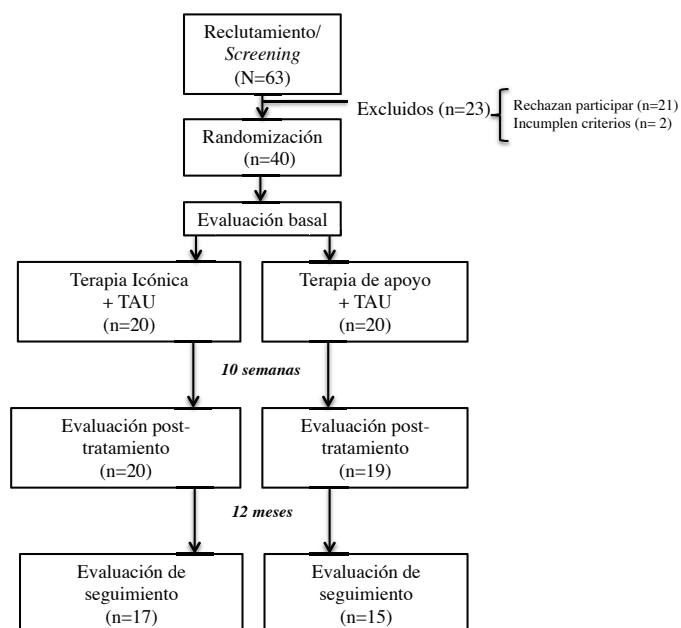 Reclutamiento/
Screening
(N=63)
Excluidos (n=23)
Rechazan participar (n=21)
Incumplen criterios (n= 2)
Randomización
(n=40)
Evaluación basal
Terapia Icónica
+ TAU
(n=20)
Terapia de apoyo
+ TAU
(n=20)
10 semanas
Evaluación post-
tratamiento
(n=20)
Evaluación post-
tratamiento
(n=19)
12 meses
Evaluación de
seguimiento
(n=17)
Evaluación de
seguimiento
(n=15)